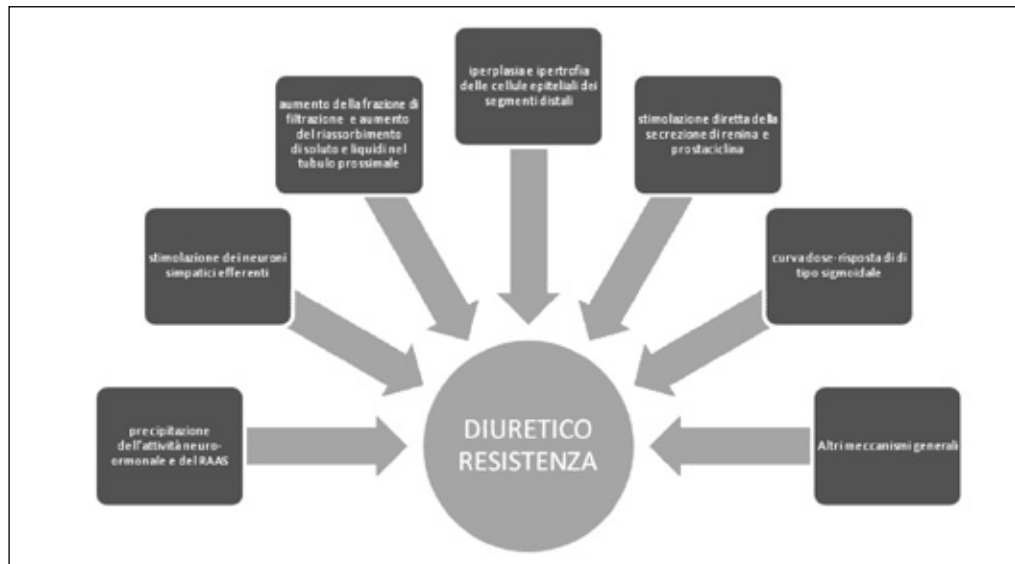 iperplasia e ipertrofia
delle cellule epiteliali dei
segmenti distali
aumento della frazione di
filtrazione e aumento
del riassorbimento
di soluto e liquidi nel
tubulo prossimale
stimolazione diretta della
secrezione di renina e
prostaciclina
stimolazione dei neuroni
simpatici efferenti
curva dose-risposta di di
tipo sigmoidale
precipitazione
dell'attività neuro-
ormonale e del RAAS
DIURETICO
RESISTENZA
Altri meccanismi generali